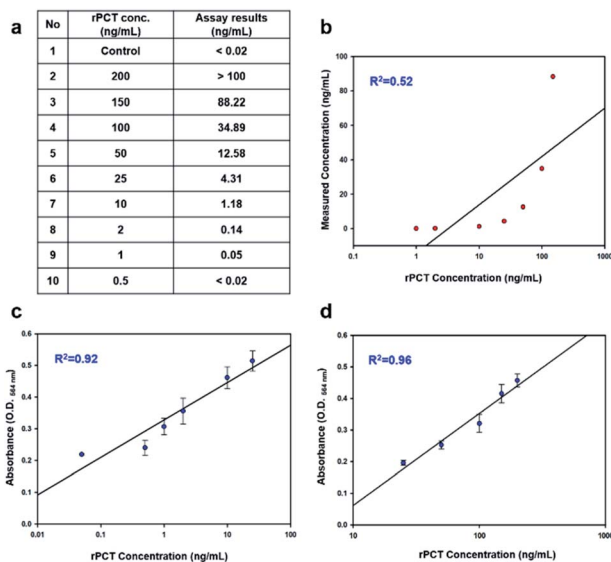 a
No rPCT conc. (ng/mL) Assay results (ng/mL)
1 Control < 0.02
2 200 > 100
3 150 88.22
4 100 34.89
5 50 12.58
6 25 4.31
7 10 1.18
8 2 0.14
9 1 0.05
10 0.5 < 0.02
b
R²=0.52
Measured Concentration (ng/mL)
100
80
60
40
20
0
1 10 100 1000
rPCT Concentration (ng/mL)
c
R²=0.92
Absorbance (O.D. 564 nm)
0.6
0.5
0.4
0.3
0.2
0.1
0.0
0.01 0.1 1 10 100
rPCT Concentration (ng/mL)
d
R²=0.96
Absorbance (O.D. 564 nm)
0.6
0.5
0.4
0.3
0.2
0.1
0.0
10 100 1000
rPCT Concentration (ng/mL)